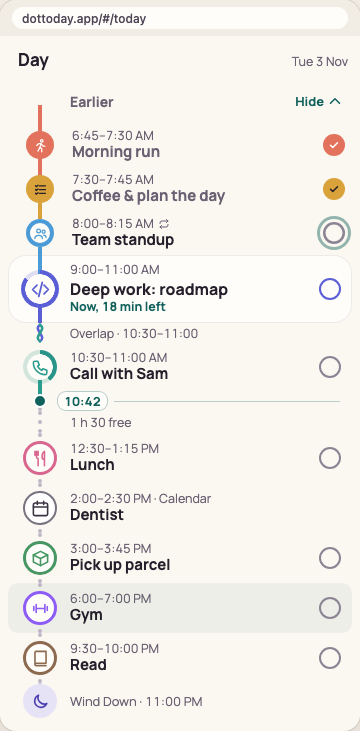 dottoday.app/#/today
Day
Tue 3 Nov
Earlier
Hide
6:45–7:30 AM
Morning run
7:30–7:45 AM
Coffee & plan the day
8:00–8:15 AM
Team standup
9:00–11:00 AM
Deep work: roadmap
Now, 18 min left
Overlap · 10:30–11:00
10:30–11:00 AM
Call with Sam
10:42
1 h 30 free
12:30–1:15 PM
Lunch
2:00–2:30 PM · Calendar
Dentist
3:00–3:45 PM
Pick up parcel
6:00–7:00 PM
Gym
9:30–10:00 PM
Read
Wind Down · 11:00 PM